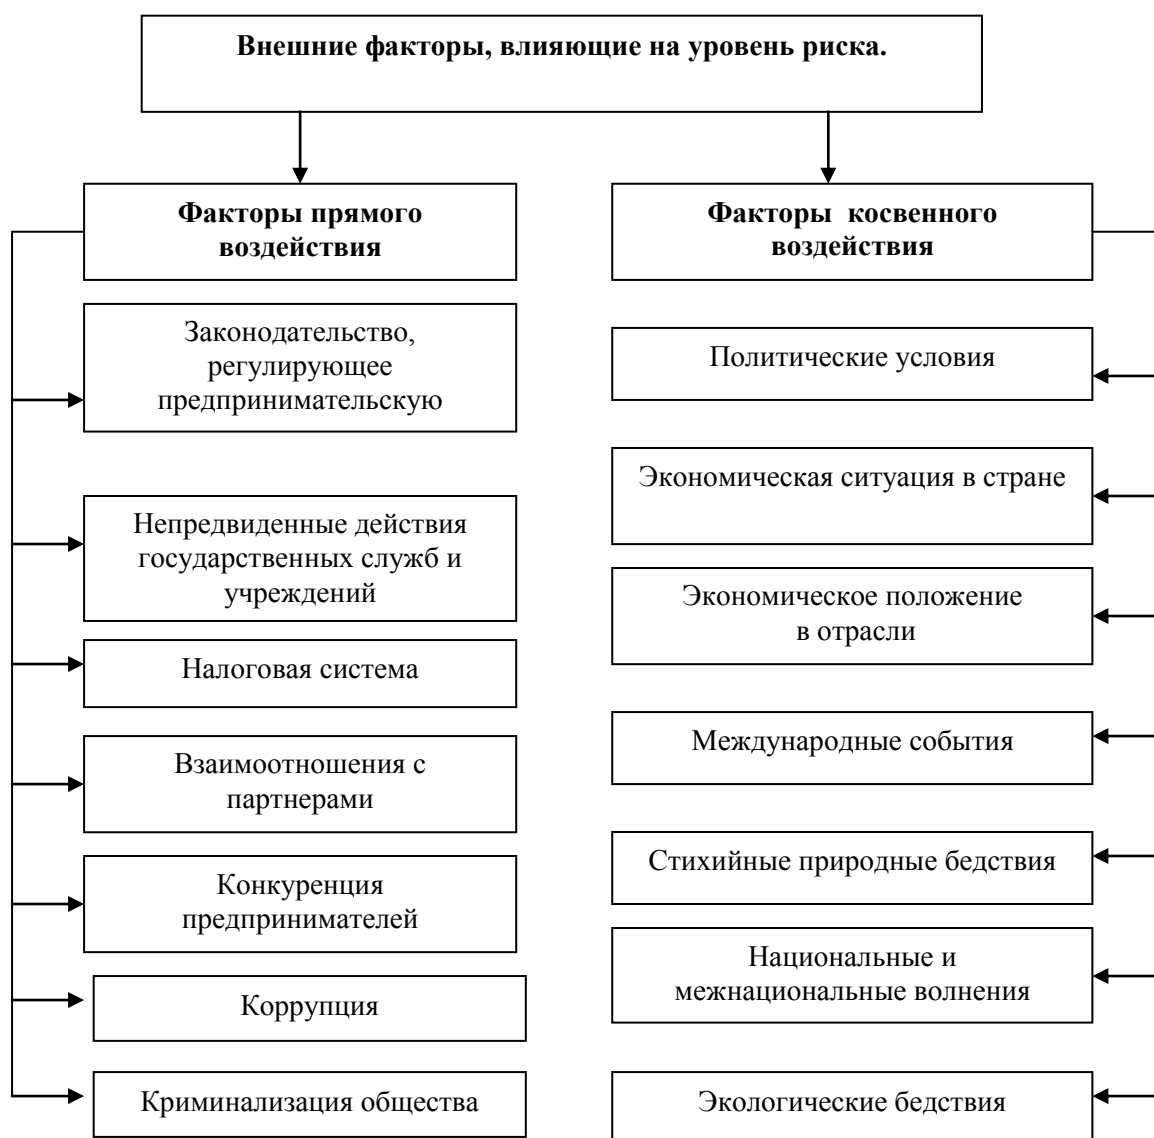 Внешние факторы, влияющие на уровень риска.
Факторы прямого
воздействия
Законодательство,
регулирующее
предпринимательскую
Непредвиденные действия
государственных служб и
учреждений
Налоговая система
Взаимоотношения с
партнерами
Конкуренция
предпринимателей
Коррупция
Криминализация общества
Факторы  косвенного
воздействия
Политические условия
Экономическая ситуация в стране
Экономическое положение
в отрасли
Международные события
Стихийные природные бедствия
Национальные и
межнациональные волнения
Экологические бедствия